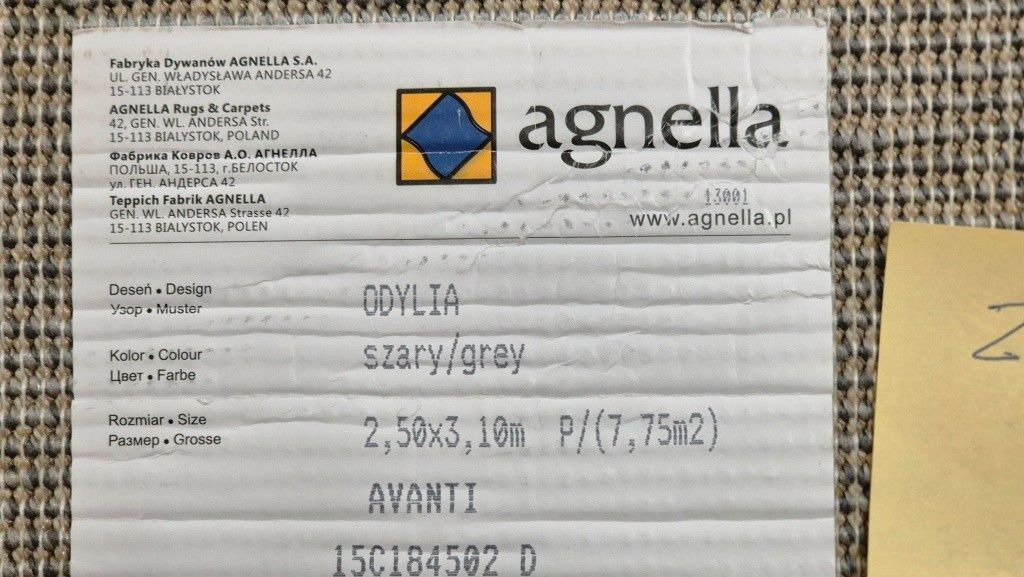 Fabryka Dywanów AGNELLA S.A.
UL. GEN. WŁADYSŁAWA ANDERSA 42
15-113 BIAŁYSTOK
AGNELLA Rugs & Carpets
42, GEN. WL. ANDERSA Str.
15-113 BIALYSTOK, POLAND
Фабрика Ковров А.О. АГНЕЛЛА
ПОЛЬША, 15-113, г.БЕЛОСТОК
ул. ГЕН. АНДЕРСА 42
Teppich Fabrik AGNELLA
GEN. WL. ANDERSA Strasse 42
15-113 BIALYSTOK, POLEN
agnella
13001
www.agnella.pl
Deseń • Design
Узор • Muster
ODYLIA
Kolor • Colour
Цвет • Farbe
szary/grey
Rozmiar • Size
Размер • Grosse
2,50x3,10m P/(7,75m2)
AVANTI
15C184502 D